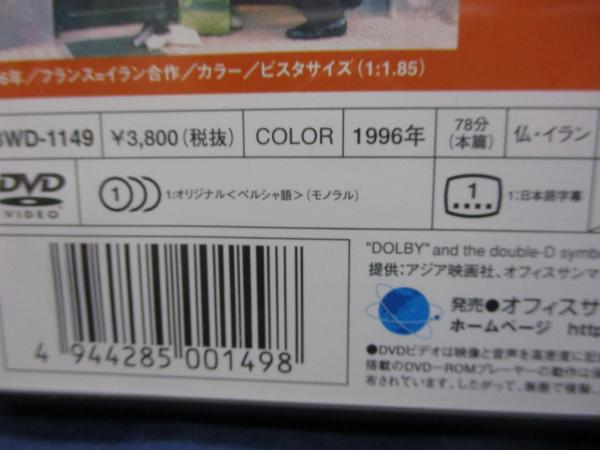 6年／フランス=イラン合作／カラー／ビスタサイズ（1:1.85）
BWD-1149 ¥3,800（税抜） COLOR 1996年 78分（本篇） 仏・イラン
DVD VIDEO
1 1:オリジナル＜ペルシャ語＞（モノラル） 1 1:日本語字幕
"DOLBY" and the double-D symb
提供：アジア映画社、オフィスサンマ
発売●オフィスサ
ホームページ http
4 944285 001498
●DVDビデオは映像と音声を高密度に記
搭載のDVD-ROMプレーヤーの動作は保
布されています。したがって、無断で複製、